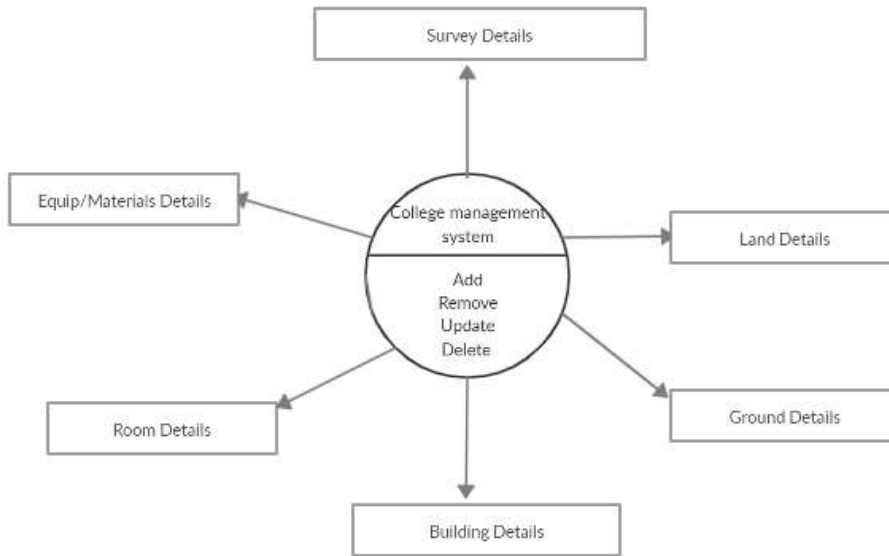 Survey Details
Equip/Materials Details
College management
system
Land Details
Add
Remove
Update
Delete
Room Details
Ground Details
Building Details